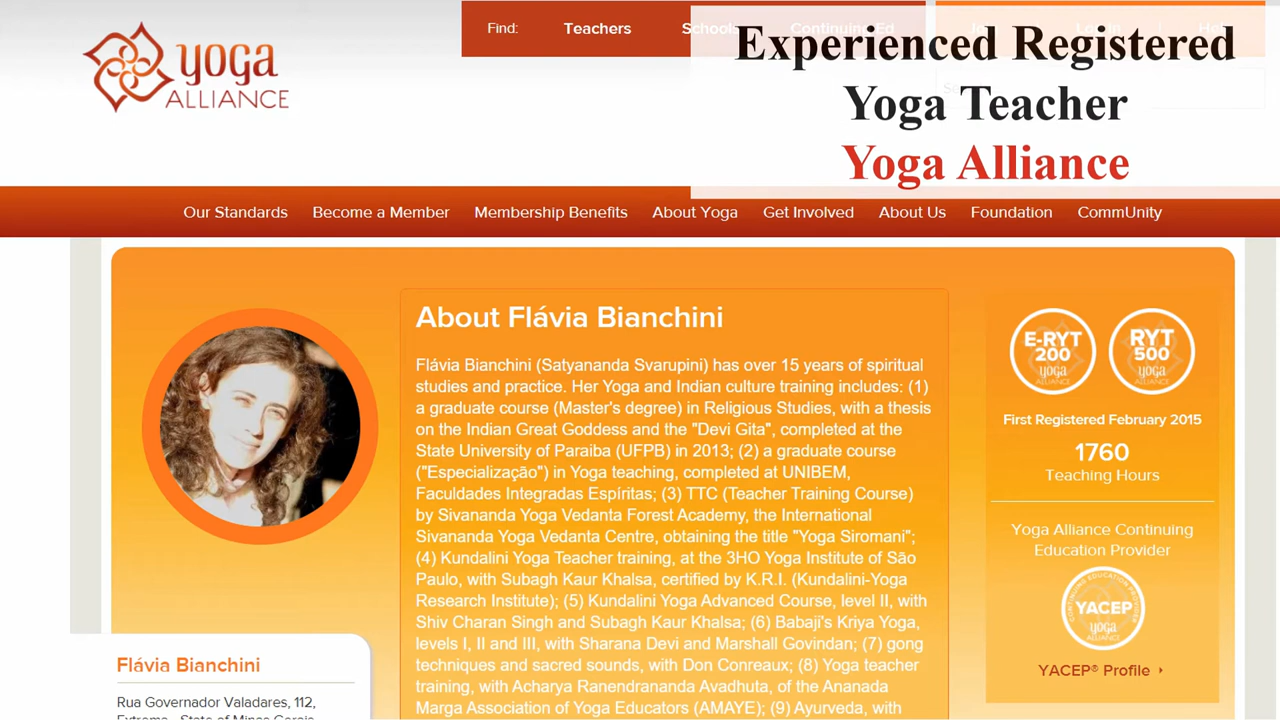 yoga
ALLIANCE
Find:
Teachers
Schools
Continuing Ed
Experienced Registered
Yoga Teacher
Yoga Alliance
Our Standards
Become a Member
Membership Benefits
About Yoga
Get Involved
About Us
Foundation
CommUnity
About Flávia Bianchini
Flávia Bianchini (Satyananda Svarupini) has over 15 years of spiritual
studies and practice. Her Yoga and Indian culture training includes: (1)
a graduate course (Master's degree) in Religious Studies, with a thesis
on the Indian Great Goddess and the "Devi Gita", completed at the
State University of Paraiba (UFPB) in 2013; (2) a graduate course
("Especialização") in Yoga teaching, completed at UNIBEM,
Faculdades Integradas Espíritas; (3) TTC (Teacher Training Course)
by Sivananda Yoga Vedanta Forest Academy, the International
Sivananda Yoga Vedanta Centre, obtaining the title "Yoga Siromani";
(4) Kundalini Yoga Teacher training, at the 3HO Yoga Institute of São
Paulo, with Subagh Kaur Khalsa, certified by K.R.I. (Kundalini-Yoga
Research Institute); (5) Kundalini Yoga Advanced Course, level II, with
Shiv Charan Singh and Subagh Kaur Khalsa; (6) Babaji's Kriya Yoga,
levels I, II and III, with Sharana Devi and Marshall Govindan; (7) gong
techniques and sacred sounds, with Don Conreaux; (8) Yoga teacher
training, with Acharya Ranendrananda Avadhuta, of the Ananada
Marga Association of Yoga Educators (AMAYE); (9) Ayurveda, with
E-RYT
200
yoga
ALLIANCE
RYT
500
yoga
ALLIANCE
First Registered February 2015
1760
Teaching Hours
Yoga Alliance Continuing
Education Provider
CONTINUING EDUCATION PROVIDER
YACEP
yoga
ALLIANCE
YACEP® Profile
Flávia Bianchini
Rua Governador Valadares, 112,
Extrema - State of Minas Gerais